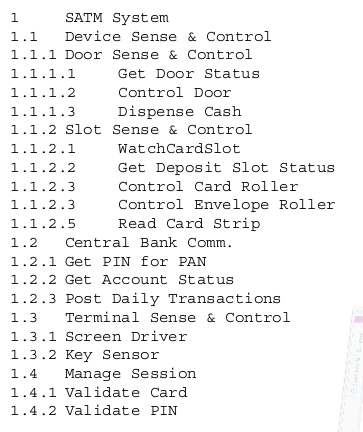 1 SATM System
1.1 Device Sense & Control
1.1.1 Door Sense & Control
1.1.1.1 Get Door Status
1.1.1.2 Control Door
1.1.1.3 Dispense Cash
1.1.2 Slot Sense & Control
1.1.2.1 WatchCardSlot
1.1.2.2 Get Deposit Slot Status
1.1.2.3 Control Card Roller
1.1.2.3 Control Envelope Roller
1.1.2.5 Read Card Strip
1.2 Central Bank Comm.
1.2.1 Get PIN for PAN
1.2.2 Get Account Status
1.2.3 Post Daily Transactions
1.3 Terminal Sense & Control
1.3.1 Screen Driver
1.3.2 Key Sensor
1.4 Manage Session
1.4.1 Validate Card
1.4.2 Validate PIN